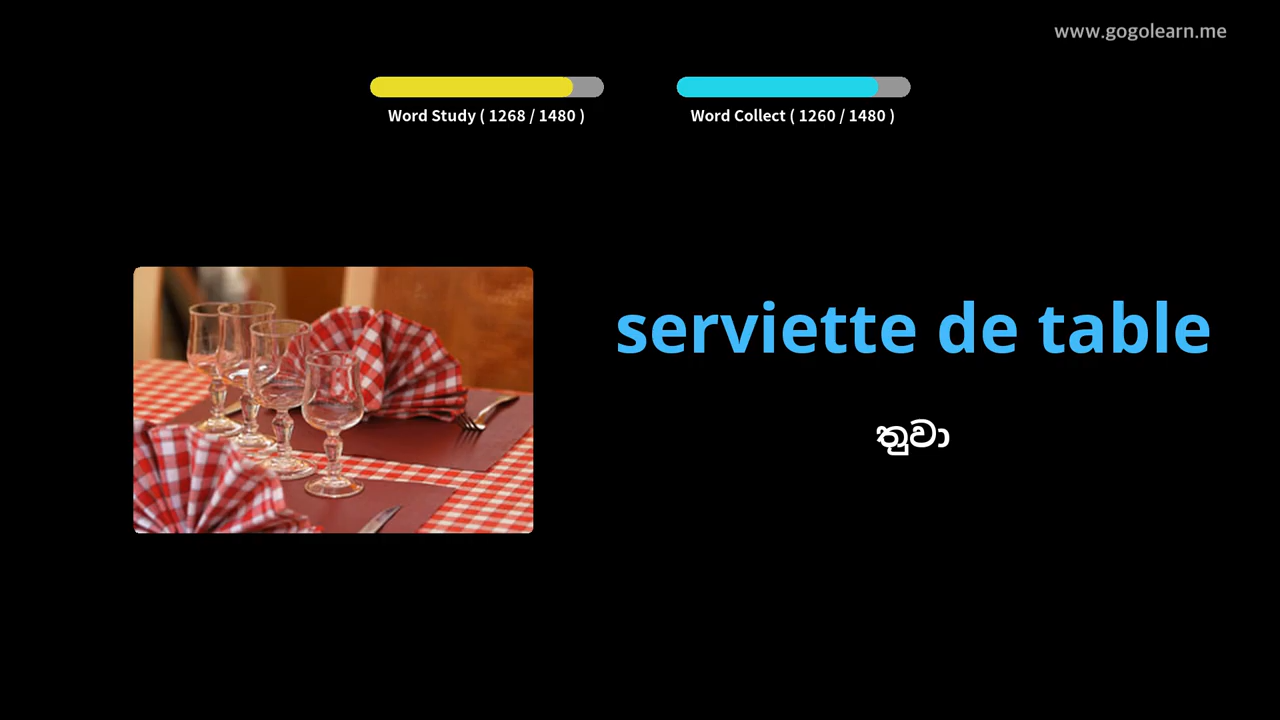 www.gogolearn.me
Word Study ( 1268 / 1480 )
Word Collect ( 1260 / 1480 )
serviette de table
තුවා